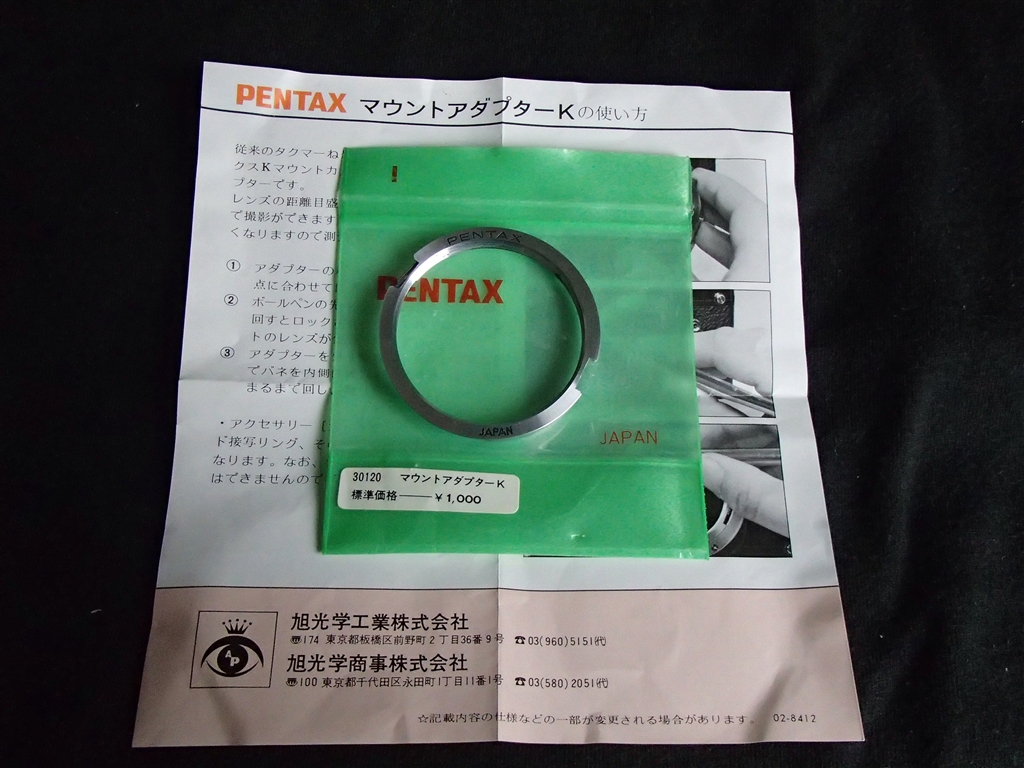 PENTAX マウントアダプターKの使い方
従来のタクマーね
クスKマウントカ
プターです。
レンズの距離目盛
で撮影ができます
くなりますので測
① アダプターの
点に合わせて
② ボールペンの先
回すとロック
トのレンズが
③ アダプターを
でバネを内側
まるまで回し、
・アクセサリー
ド接写リング、そ
なります。なお、
はできませんので
!
PENTAX
PENTAX
JAPAN
JAPAN
30120 マウントアダプターK
標準価格――¥1,000
AP
旭光学工業株式会社
〠174 東京都板橋区前野町2丁目36番9号 ☎03(960)5151㈹
旭光学商事株式会社
〠100 東京都千代田区永田町1丁目11番1号 ☎03(580)2051㈹
☆記載内容の仕様などの一部が変更される場合があります。 02-8412